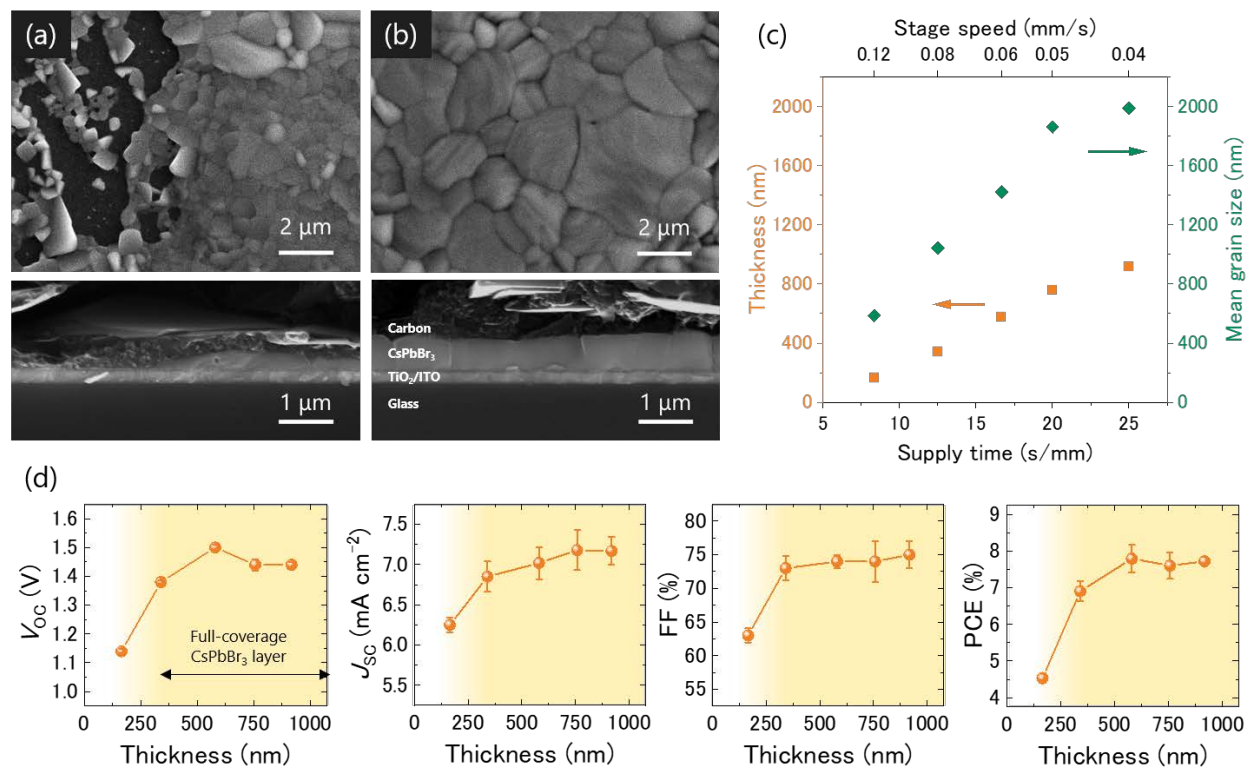 (a)
2 μm
1 μm
(b)
2 μm
Carbon
CsPbBr₃
TiO₂/ITO
Glass
1 μm
(c)
Stage speed (mm/s)
0.12 0.08 0.06 0.05 0.04
Thickness (nm)
2000
1600
1200
800
400
0
2000
1600
1200
800
400
0
Mean grain size (nm)
5 10 15 20 25
Supply time (s/mm)
(d)
V_OC (V)
1.6
1.5
1.4
1.3
1.2
1.1
1.0
Full-coverage
CsPbBr₃ layer
0 250 500 750 1000
Thickness (nm)
J_SC (mA cm⁻²)
8.0
7.5
7.0
6.5
6.0
5.5
0 250 500 750 1000
Thickness (nm)
FF (%)
80
75
70
65
60
55
0 250 500 750 1000
Thickness (nm)
PCE (%)
9
8
7
6
5
4
0 250 500 750 1000
Thickness (nm)